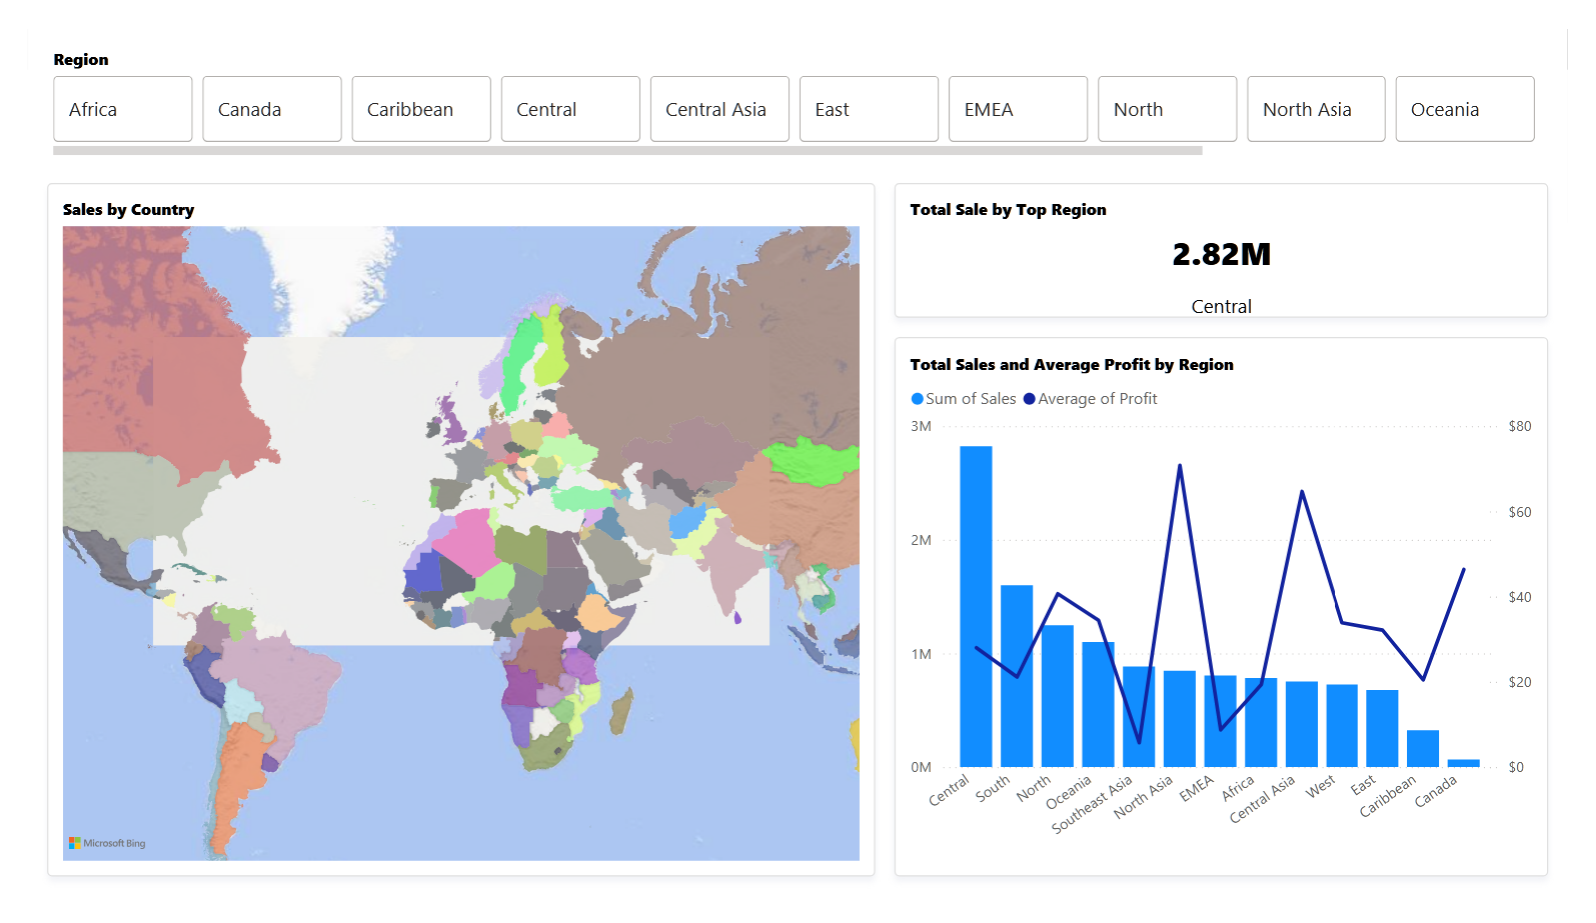 Region
Africa Canada Caribbean Central Central Asia East EMEA North North Asia Oceania
Sales by Country
Microsoft Bing
Total Sale by Top Region
2.82M
Central
Total Sales and Average Profit by Region
Sum of Sales Average of Profit
3M $80
$60
2M
$40
1M
$20
0M $0
Central South North Oceania Southeast Asia North Asia EMEA Africa Central Asia West East Caribbean Canada